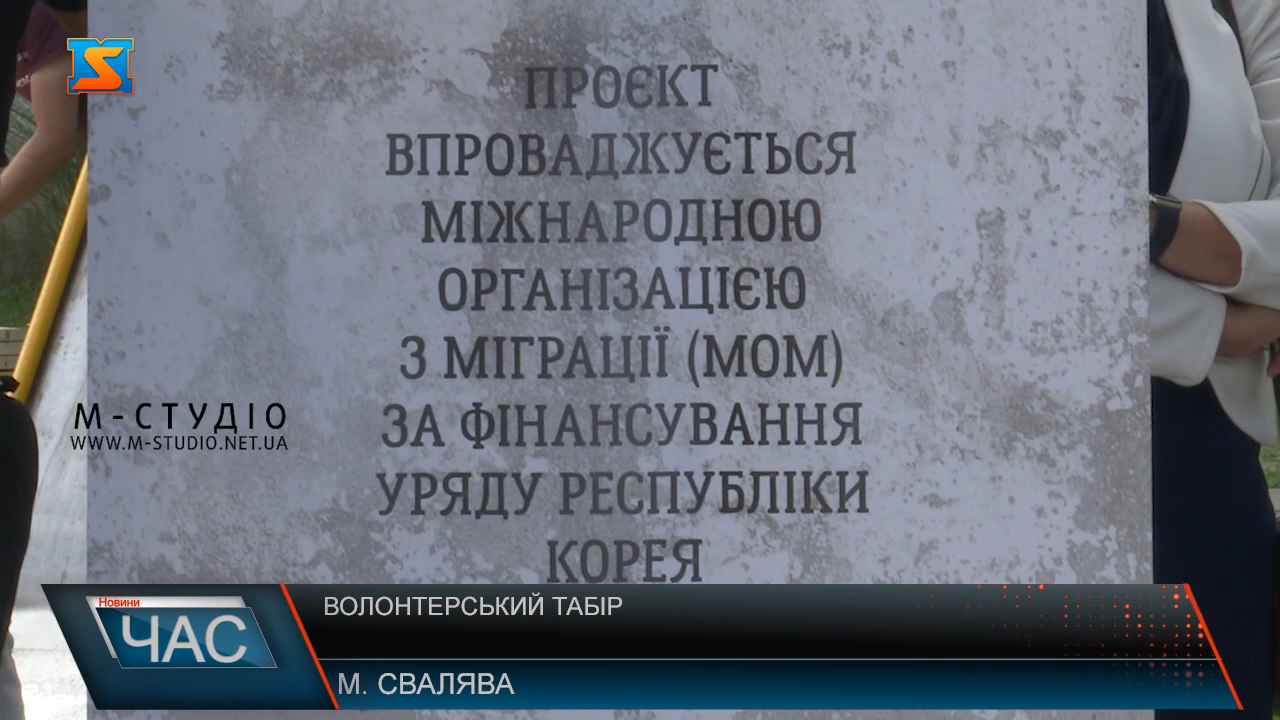 ПРОЄКТ
ВПРОВАДЖУЄТЬСЯ
МІЖНАРОДНОЮ
ОРГАНІЗАЦІЄЮ
З МІГРАЦІЇ (МОМ)
ЗА ФІНАНСУВАННЯ
УРЯДУ РЕСПУБЛІКИ
КОРЕЯ
М-СТУДІО
WWW.M-STUDIO.NET.UA
Новини
ЧАС
ВОЛОНТЕРСЬКИЙ ТАБІР
М. СВАЛЯВА